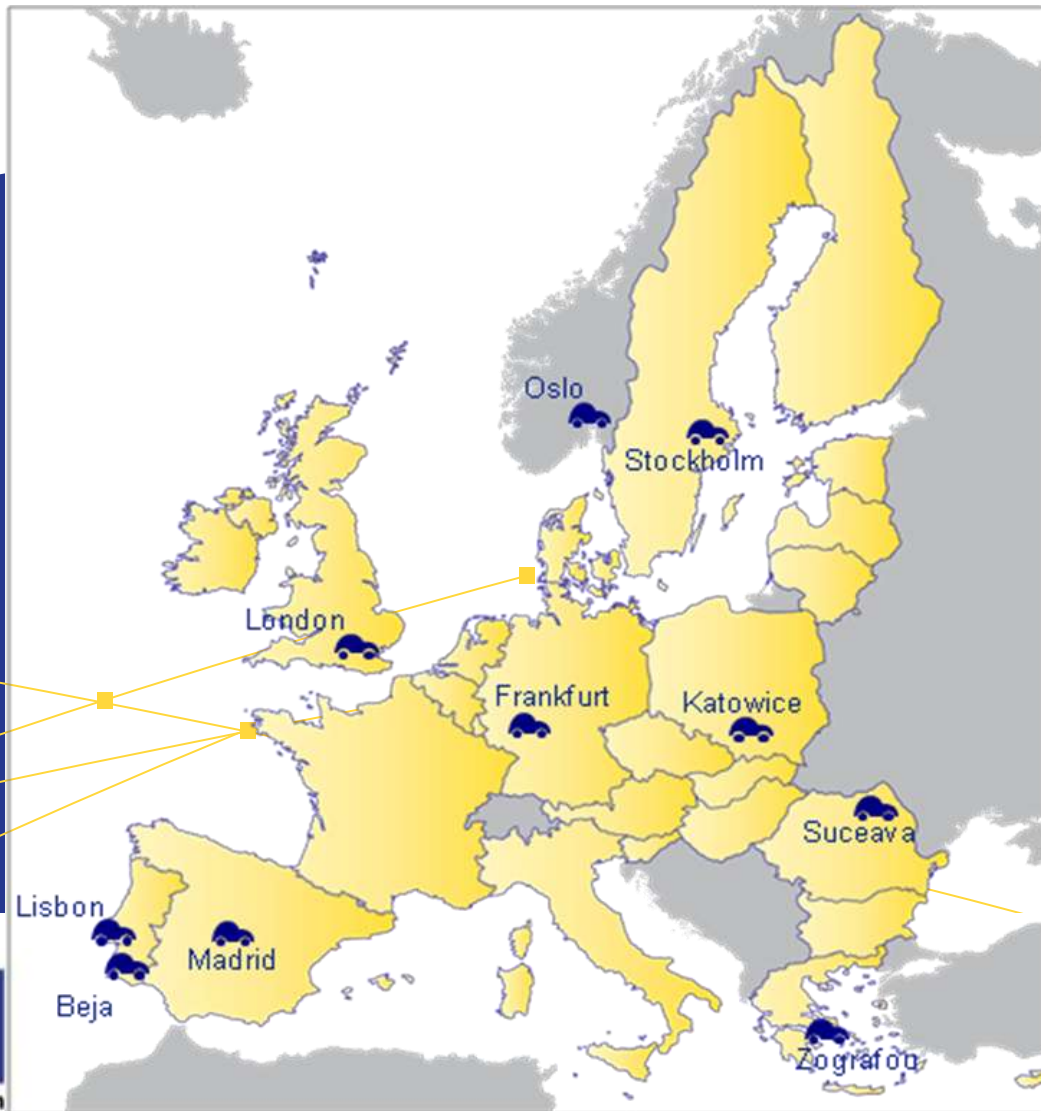 Oslo
Stockholm
London
Frankfurt
Katowice
Suceava
Lisbon
Madrid
Beja
Zografou